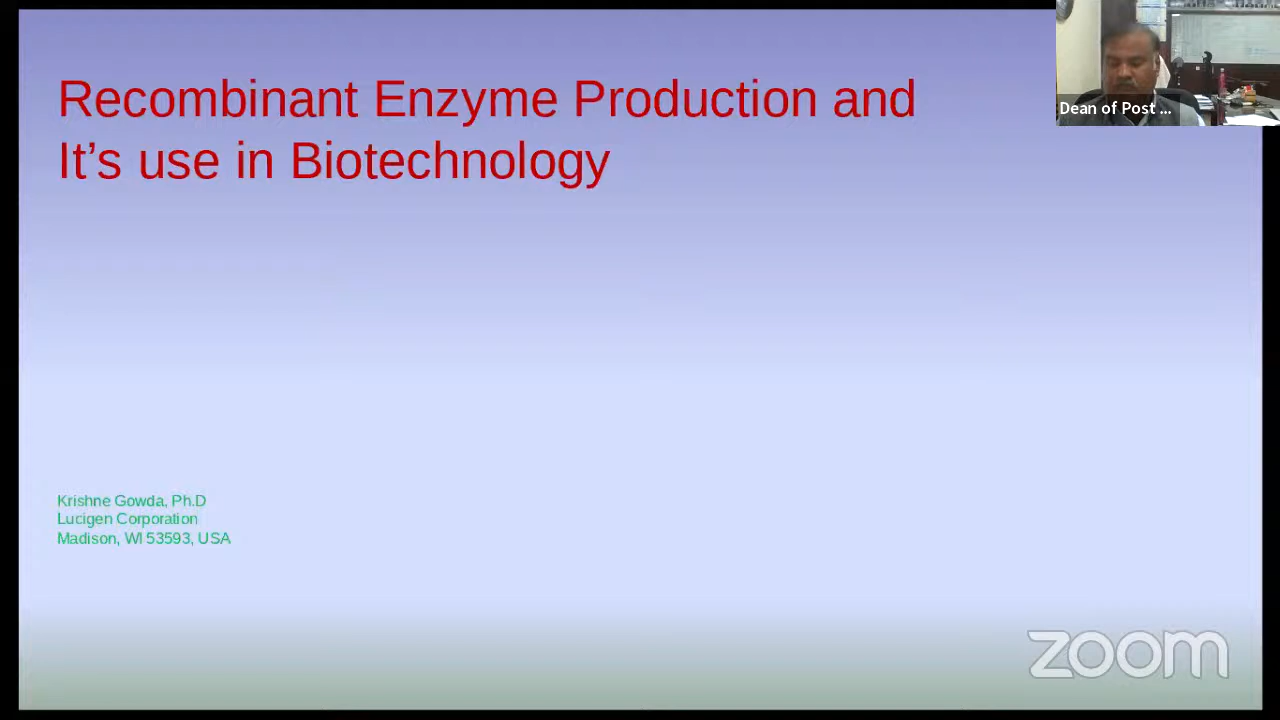 Recombinant Enzyme Production and
It’s use in Biotechnology
Dean of Post ...
Krishne Gowda, Ph.D
Lucigen Corporation
Madison, WI 53593, USA
zoom